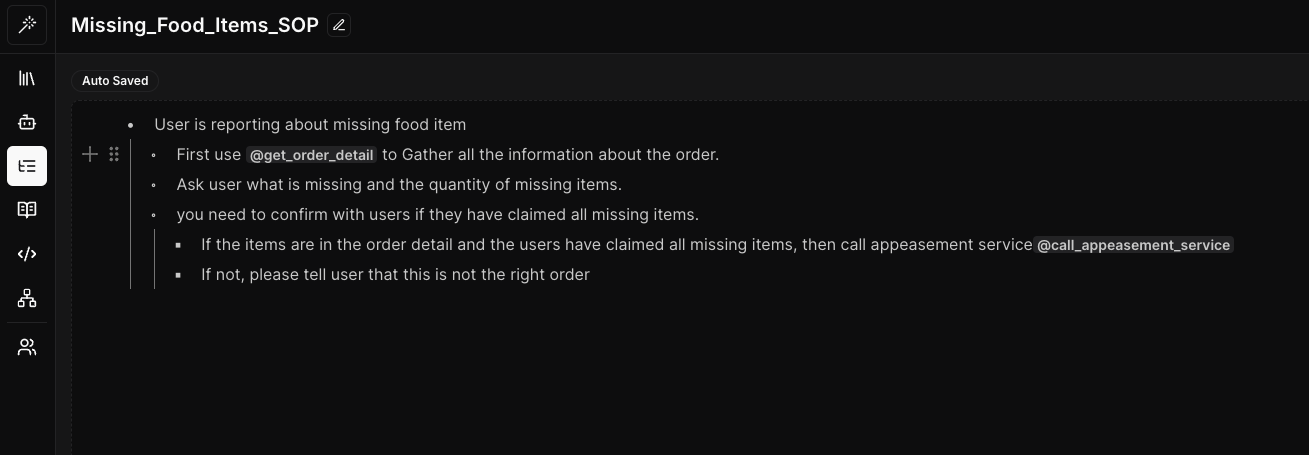 Missing_Food_Items_SOP
Auto Saved
User is reporting about missing food item
First use @get_order_detail to Gather all the information about the order.
Ask user what is missing and the quantity of missing items.
you need to confirm with users if they have claimed all missing items.
If the items are in the order detail and the users have claimed all missing items, then call appeasement service@call_appeasement_service
If not, please tell user that this is not the right order